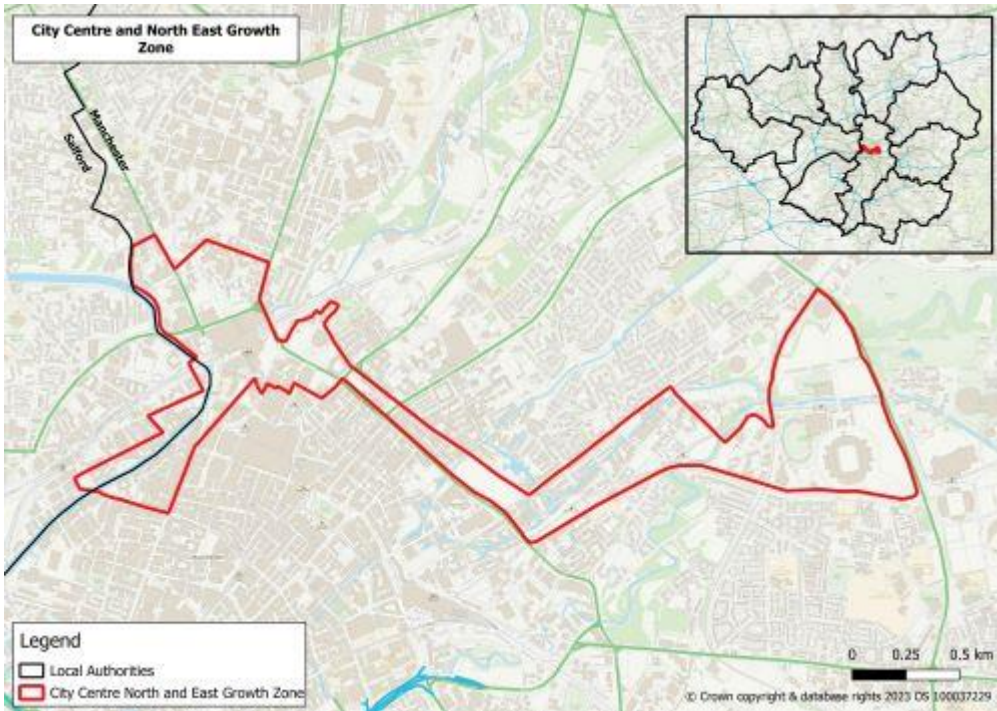 City Centre and North East Growth
Zone
Manchester
Salford
Legend
Local Authorities
City Centre North and East Growth Zone
0 0.25 0.5 km
© Crown copyright & database rights 2023 OS 100037229